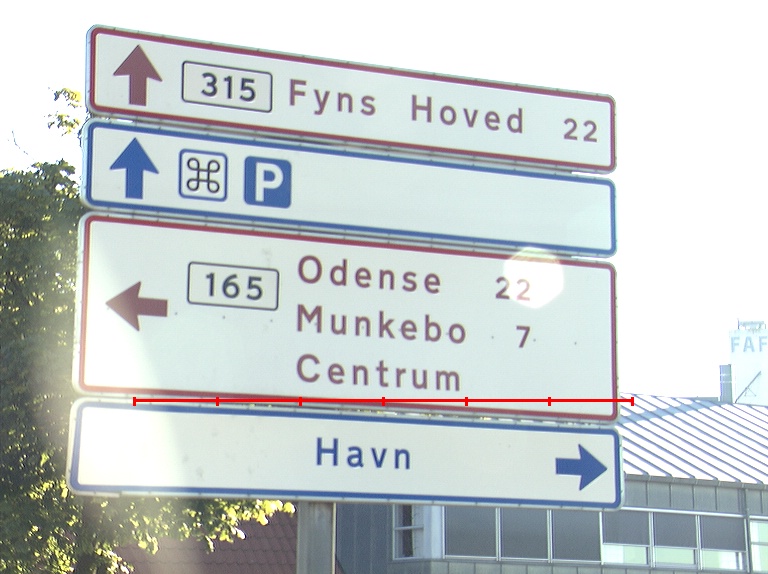 315 Fyns Hoved 22
P
165 Odense 22
Munkebo 7
Centrum
Havn
FAF